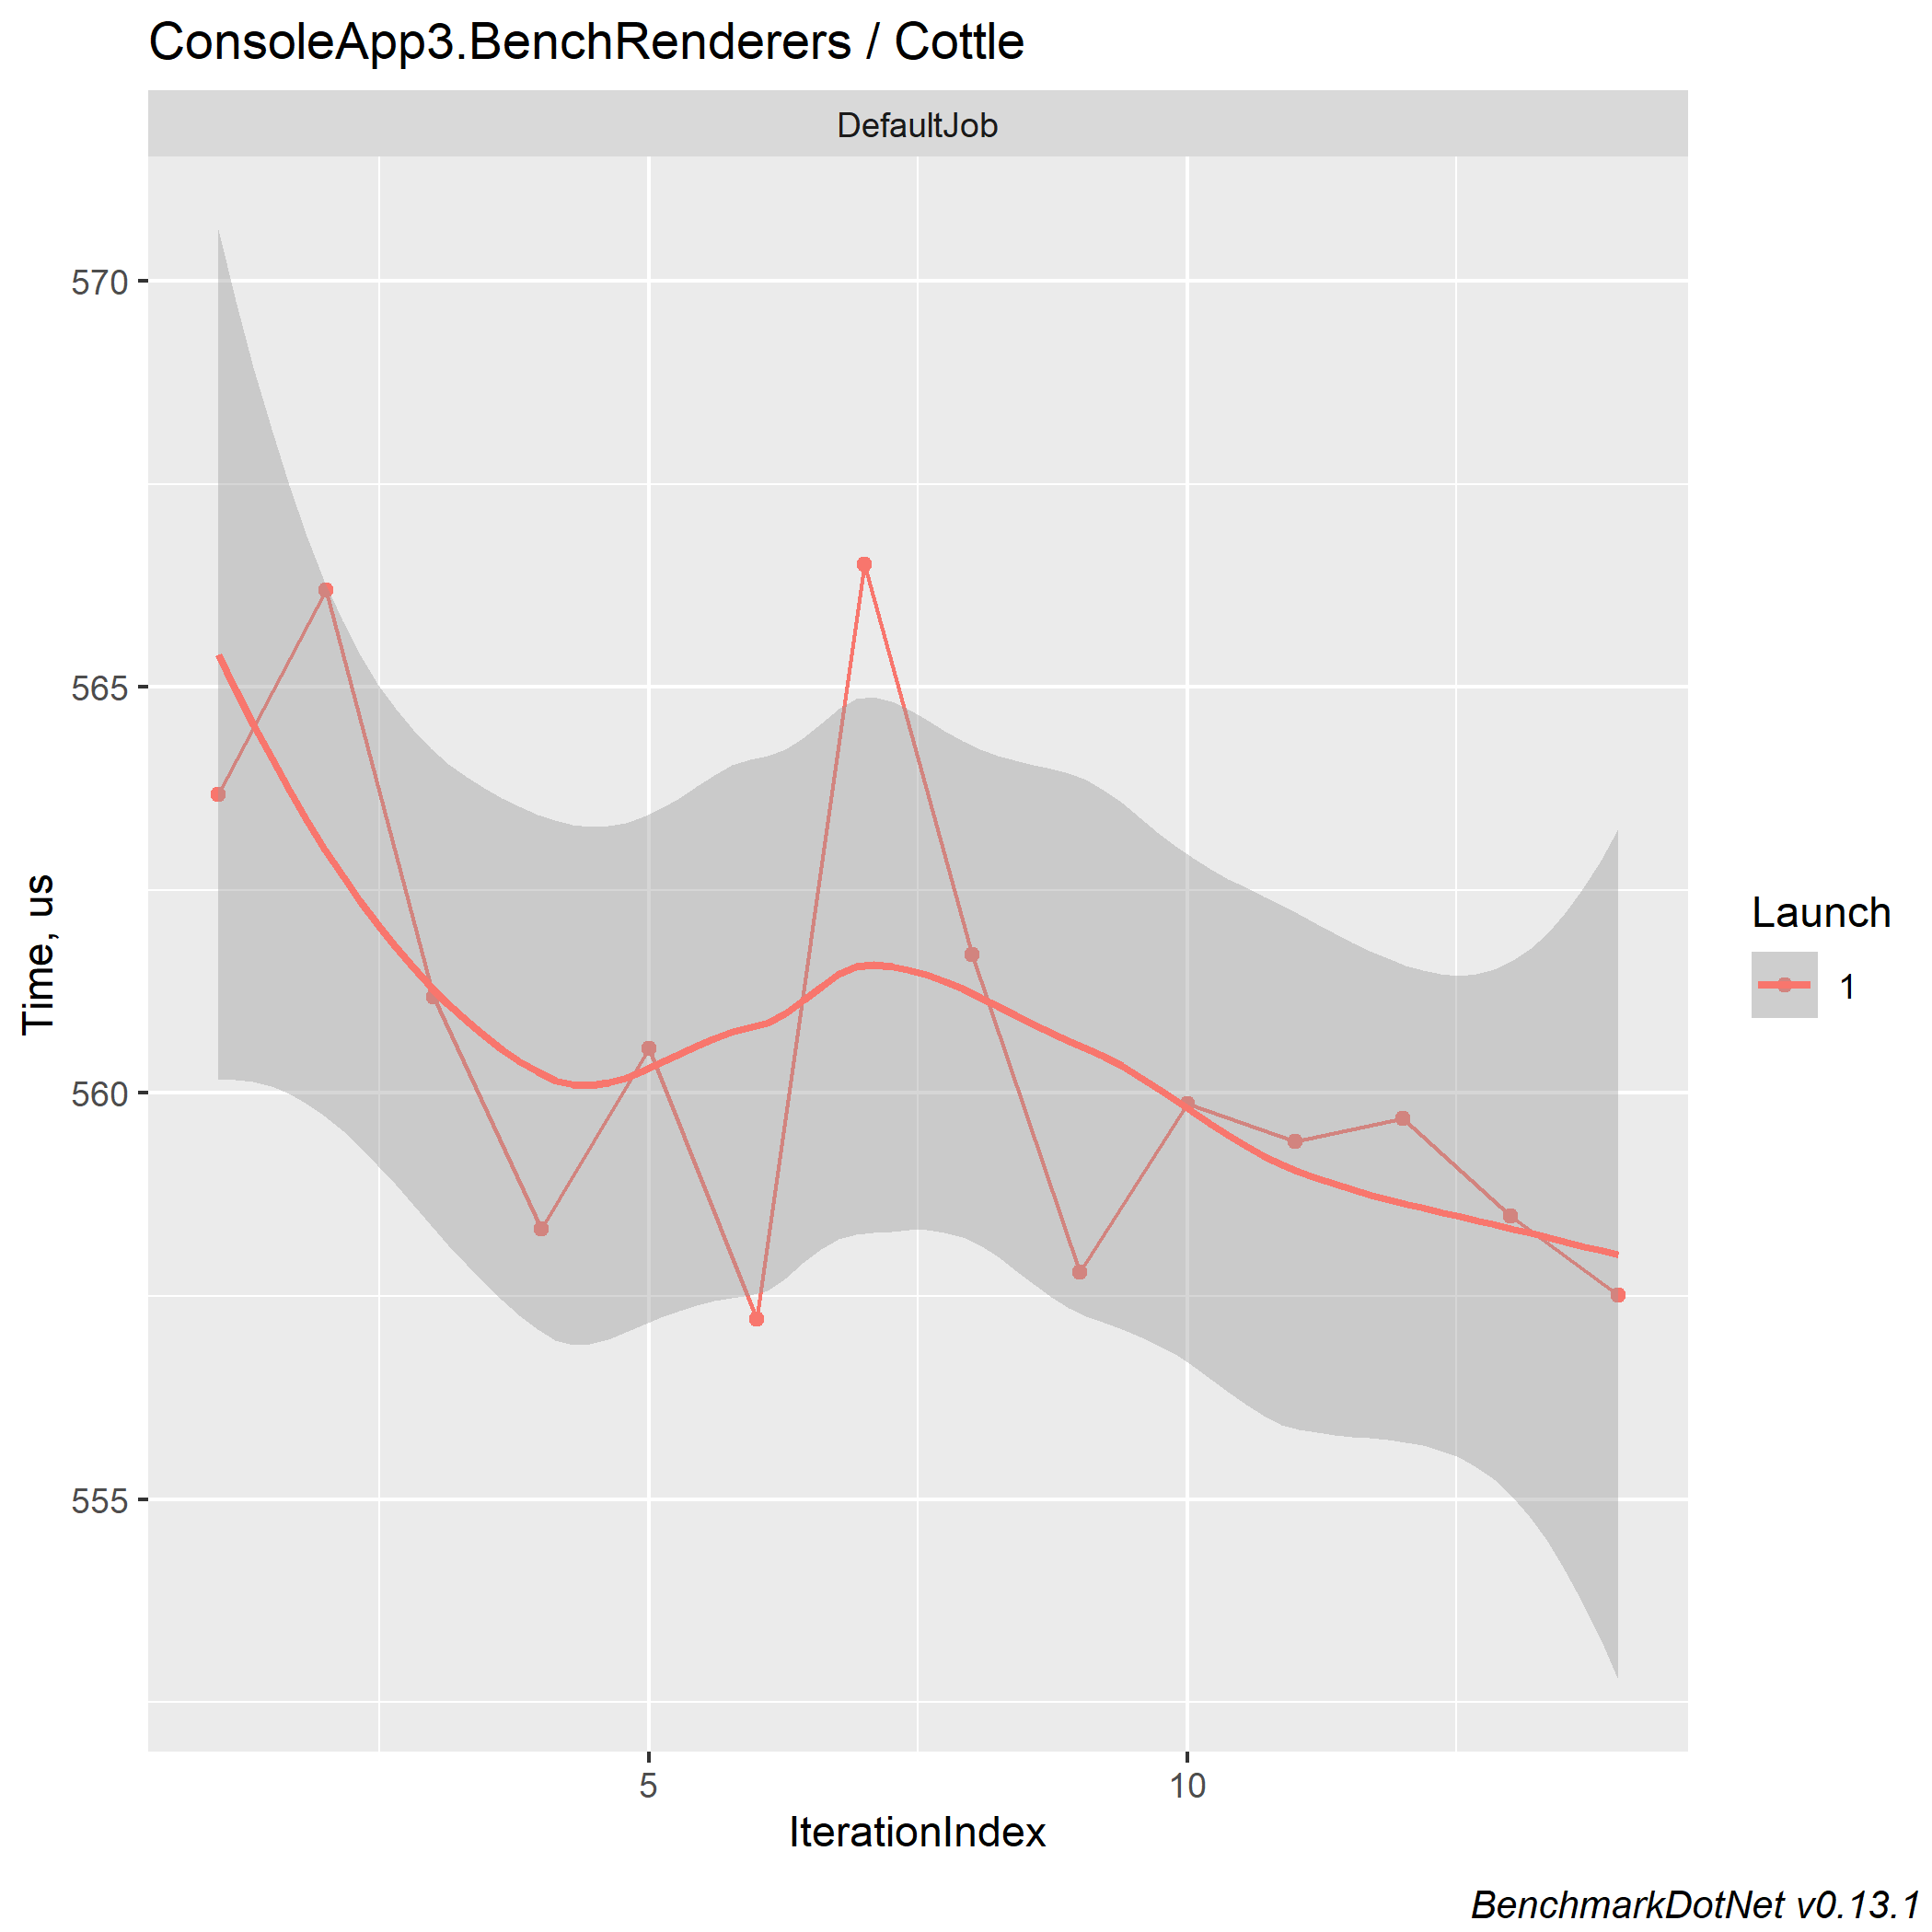 ConsoleApp3.BenchRenderers / Cottle
DefaultJob
570
565
560
555
Time, us
5
10
IterationIndex
Launch
1
BenchmarkDotNet v0.13.1